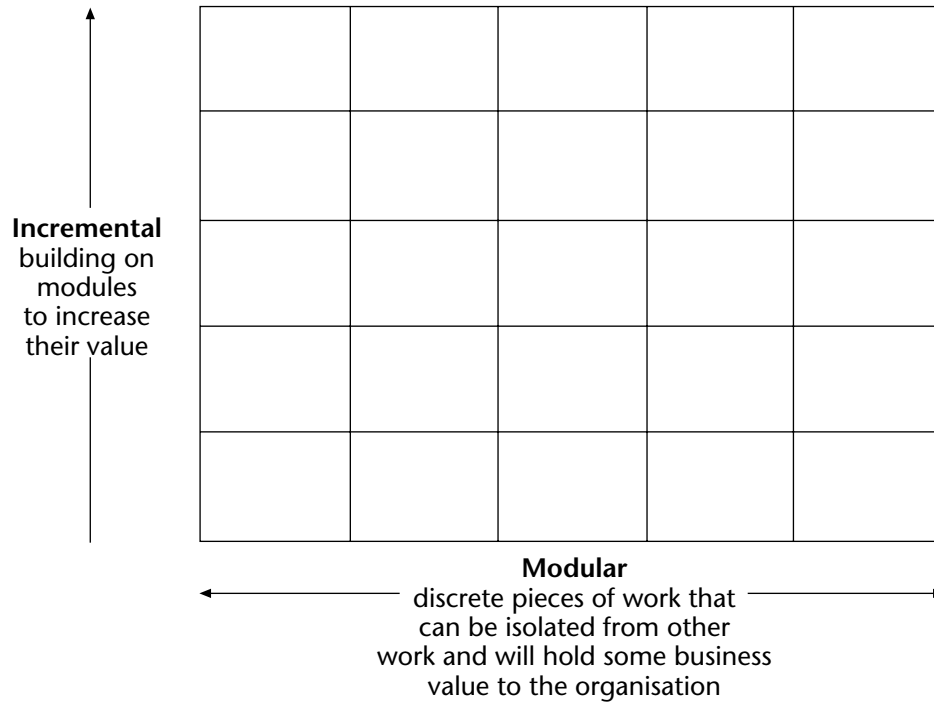 Incremental
building on
modules
to increase
their value
Modular
discrete pieces of work that
can be isolated from other
work and will hold some business
value to the organisation